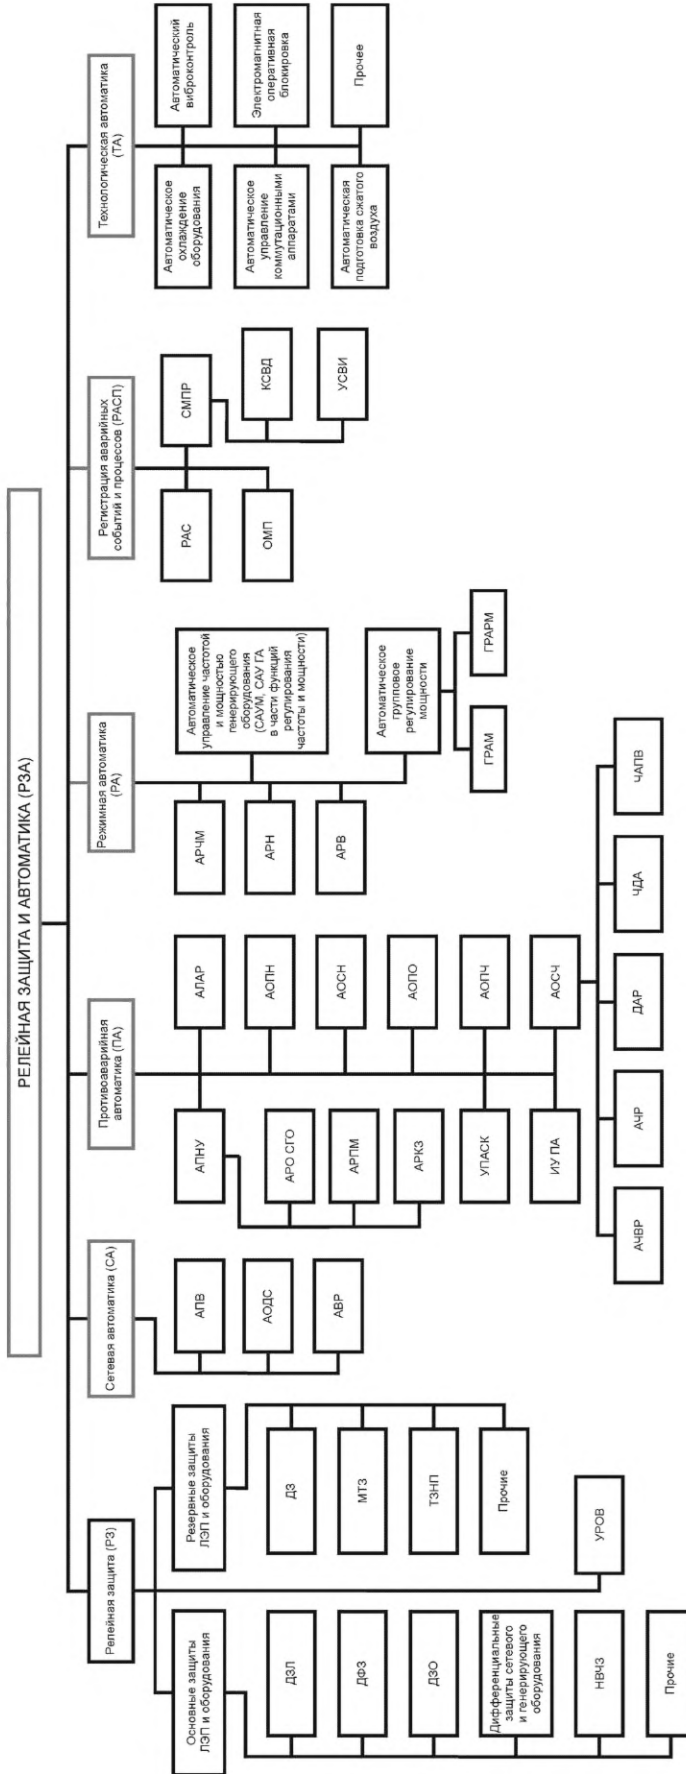 РЕЛЕЙНАЯ ЗАЩИТА И АВТОМАТИКА (РЗА)
Релейная защита (РЗ)
Основные защиты
ЛЭП и оборудования
ДЗЛ
ДФЗ
ДЗО
Дифференциальные
защиты сетевого
и генерирующего
оборудования
НВЧЗ
Прочие
Резервные защиты
ЛЭП и оборудования
ДЗ
МТЗ
ТЗНП
Прочие
УРОВ
Сетевая автоматика (СА)
АПВ
АОДС
АВР
Противоаварийная
автоматика (ПА)
АПНУ
АРО СГО
АРПМ
АРКЗ
УПАСК
ИУ ПА
АЛАР
АОПН
АОСН
АОПО
АОПЧ
АОСЧ
АЧВР
АЧР
ДАР
ЧДА
ЧАПВ
Режимная автоматика
(РА)
АРЧМ
АРН
АРВ
Автоматическое
управление частотой
и мощностью
генерирующего
оборудования
(САУМ, САУ ГА
в части функций
регулирования
частоты и мощности)
Автоматическое
групповое
регулирование
мощности
ГРАМ
ГРАРМ
Регистрация аварийных
событий и процессов (РАСП)
РАС
ОМП
СМПР
КСВД
УСВИ
Технологическая автоматика
(ТА)
Автоматическое
охлаждение
оборудования
Автоматический
виброконтроль
Автоматическое
управление
коммутационными
аппаратами
Электромагнитная
оперативная
блокировка
Автоматическая
подготовка сжатого
воздуха
Прочее